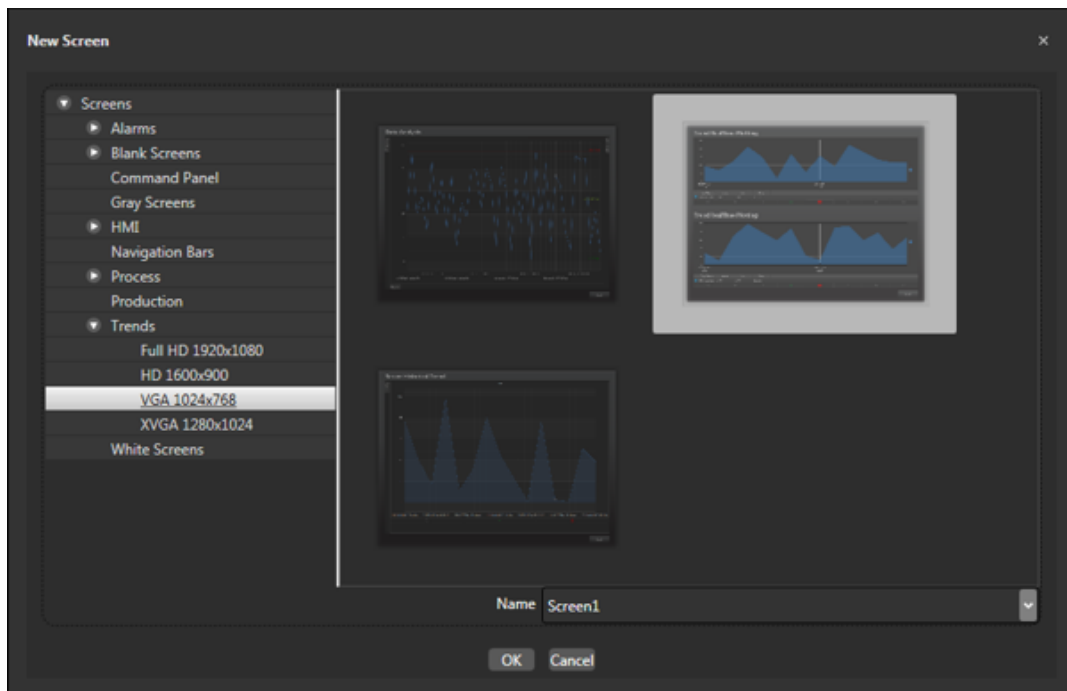 New Screen
Screens
Alarms
Blank Screens
Command Panel
Gray Screens
HMI
Navigation Bars
Process
Production
Trends
Full HD 1920x1080
HD 1600x900
VGA 1024x768
XVGA 1280x1024
White Screens
Name Screen1
OK Cancel